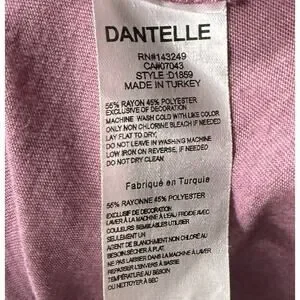 DANTELLE
RN#143249
CA#07043
STYLE :D1859
MADE IN TURKEY
55% RAYON 45% POLYESTER
EXCLUSIVE OF DECORATION
MACHINE WASH COLD WITH LIKE COLOR
ONLY NON CHLORINE BLEACH IF NEEDED
LAY FLAT TO DRY,
DO NOT LEAVE IN WASHING MACHINE
LOW IRON ON REVERSE, IF NEEDED
DO NOT DRY CLEAN
Fabriqué en Turquie
55% RAYONNE 45% POLYESTER
EXCLUSIF DE DECORATION
LAVER À LA MACHINE À L'EAU FROIDE AVEC
COULEURS SEMBLABLES UTILISER
SEULEMENT UN
AGENT DE BLANCHIMENT NON CHLORÉ AU
BESOIN,SÉCHER À PLAT.
NE PAS LAISSER DANS LA MACHINE À LAVER
REPASSER L'ENVERS À BASSE
TEMPÉRATURE AU BESOIN
OU NETTOYER À SEC